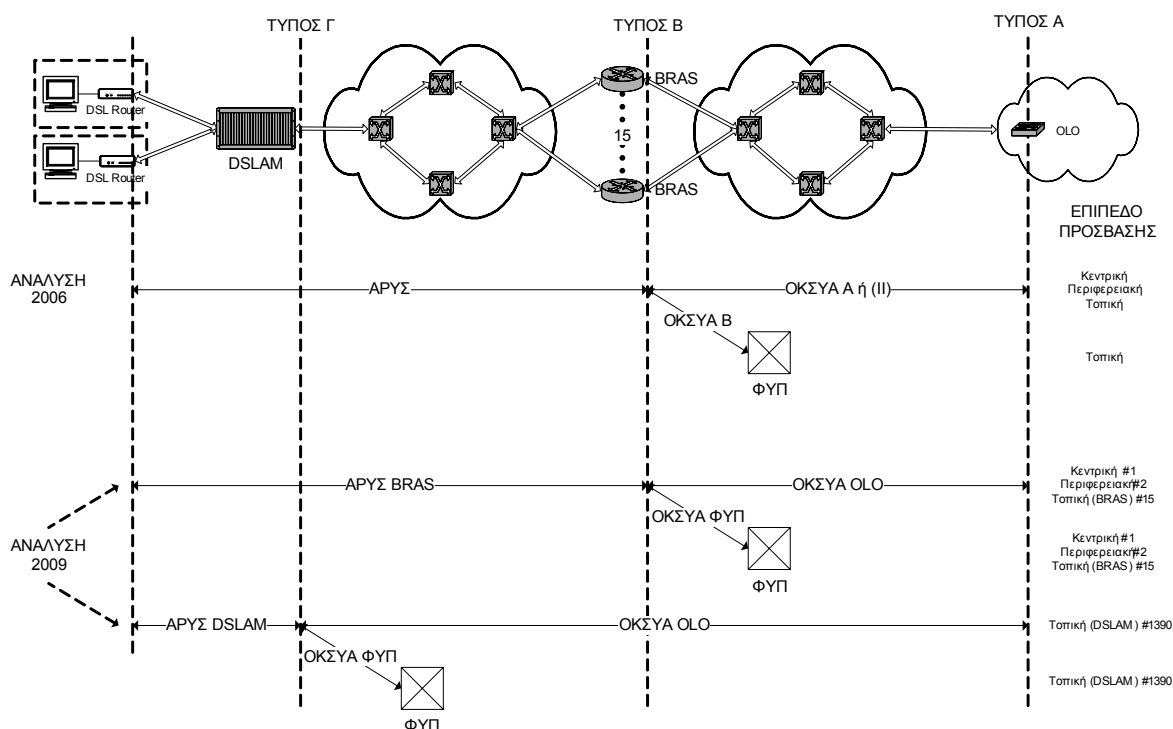 ΤΥΠΟΣ Γ
ΤΥΠΟΣ Β
ΤΥΠΟΣ Α
DSL Router
DSL Router
DSLAM
BRAS
15
BRAS
OLO
ΕΠΙΠΕΔΟ
ΠΡΟΣΒΑΣΗΣ
ΑΝΑΛΥΣΗ
2006
ΑΡΥΣ
ΟΚΣΥΑ Α ή (ΙΙ)
Κεντρική
Περιφερειακή
Τοπική
ΟΚΣΥΑ Β
ΦΥΠ
Τοπική
ΑΡΥΣ BRAS
ΟΚΣΥΑ OLO
Κεντρική #1
Περιφερειακή#2
Τοπική (BRAS ) #15
ΟΚΣΥΑ ΦΥΠ
ΦΥΠ
Κεντρική #1
Περιφερειακή#2
Τοπική (BRAS ) #15
ΑΝΑΛΥΣΗ
2009
ΑΡΥΣ DSLAM
ΟΚΣΥΑ OLO
Τοπική (DSLAM ) #1390
ΟΚΣΥΑ ΦΥΠ
ΦΥΠ
Τοπική (DSLAM ) #1390